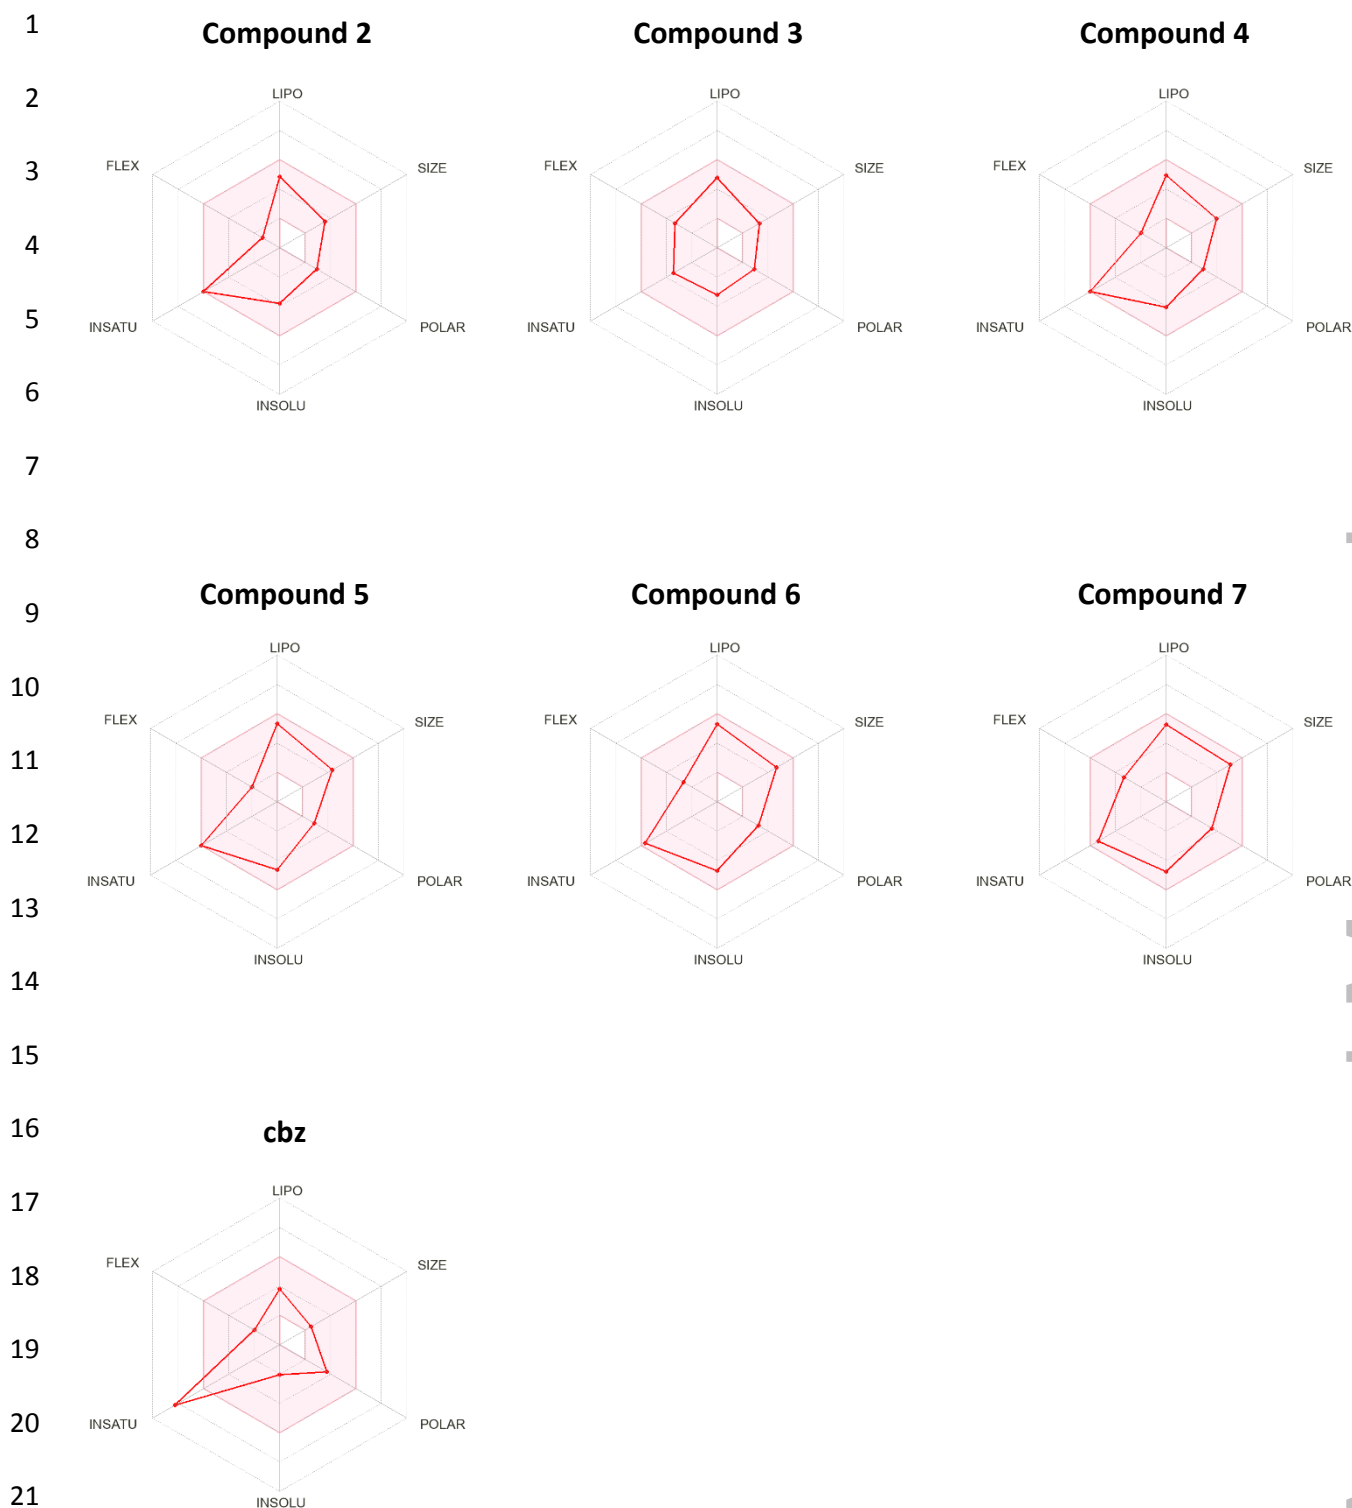 1
Compound 2 Compound 3 Compound 4
2
LIPO LIPO LIPO
3
FLEX SIZE FLEX SIZE FLEX SIZE
4
5
INSATU POLAR INSATU POLAR INSATU POLAR
6
INSOLU INSOLU INSOLU
7
8
Compound 5 Compound 6 Compound 7
9
LIPO LIPO LIPO
10
FLEX SIZE FLEX SIZE FLEX SIZE
11
12
INSATU POLAR INSATU POLAR INSATU POLAR
13
INSOLU INSOLU INSOLU
14
15
16
cbz
17
LIPO
18
FLEX SIZE
19
20
INSATU POLAR
21
INSOLU